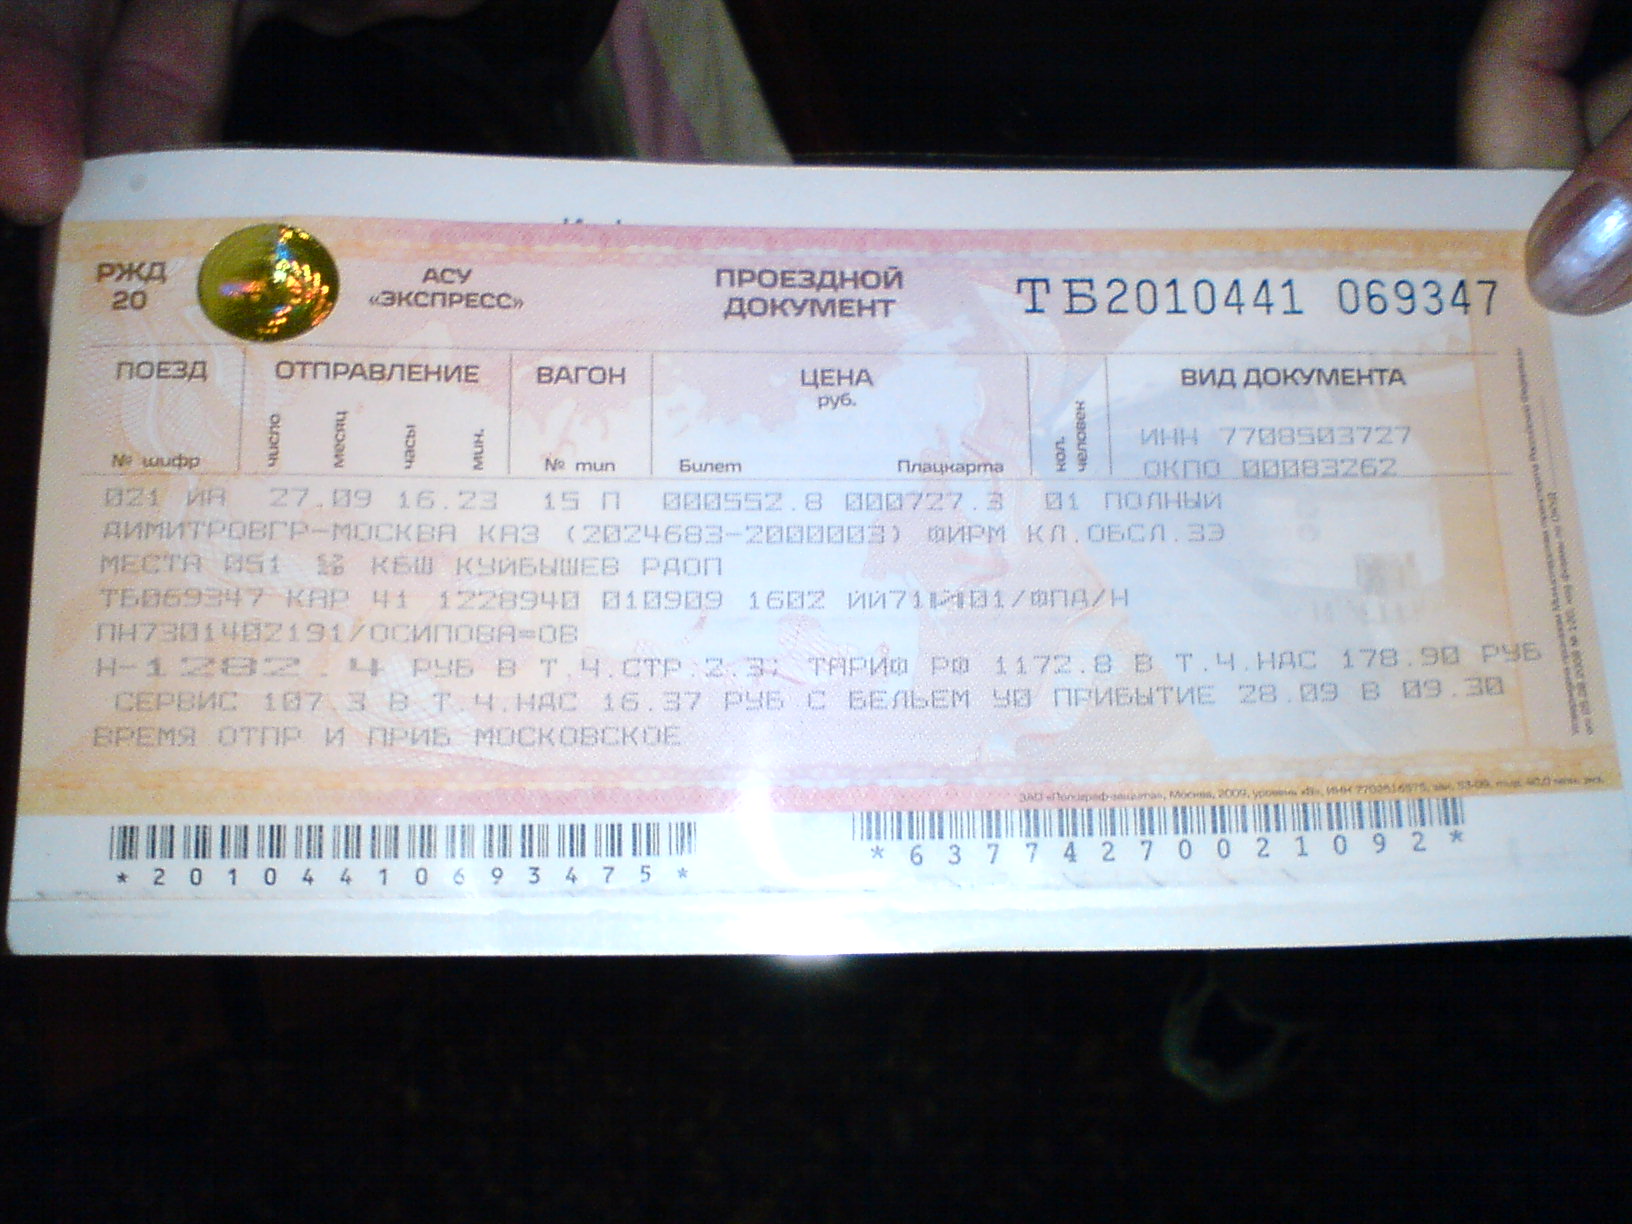 РЖД
20
АСУ
«ЭКСПРЕСС»
ПРОЕЗДНОЙ
ДОКУМЕНТ
ТБ2010441 069347
ПОЕЗД ОТПРАВЛЕНИЕ ВАГОН ЦЕНА ВИД ДОКУМЕНТА
руб.
число месяц часы мин. кол. человек
№ шифр № тип Билет Плацкарта
ИНН 7708503727
ОКПО 00083262
021 ИА 27.09 16.23 15 П 000552.8 000727.3 01 ПОЛНЫЙ
ДИМИТРОВГР-МОСКВА КАЗ (2024683-2000003) ФИРМ КЛ.ОБСЛ.3Э
МЕСТА 051 КБШ КУЙБЫШЕВ РДОП
ТБ069347 КАР 41 1228940 010909 1602
ПН7301402191/ОСИПОВА=ОВ
Н-1282.4 РУБ В Т.Ч.СТР.2.3; ТАРИФ РФ 1172.8 В Т.Ч.НДС 178.90 РУБ
СЕРВИС 107.3 В Т.Ч.НДС 16.37 РУБ С БЕЛЬЕМ У0 ПРИБЫТИЕ 28.09 В 09.30
ВРЕМЯ ОТПР И ПРИБ МОСКОВСКОЕ
*20104410693475*
*63774270021092*